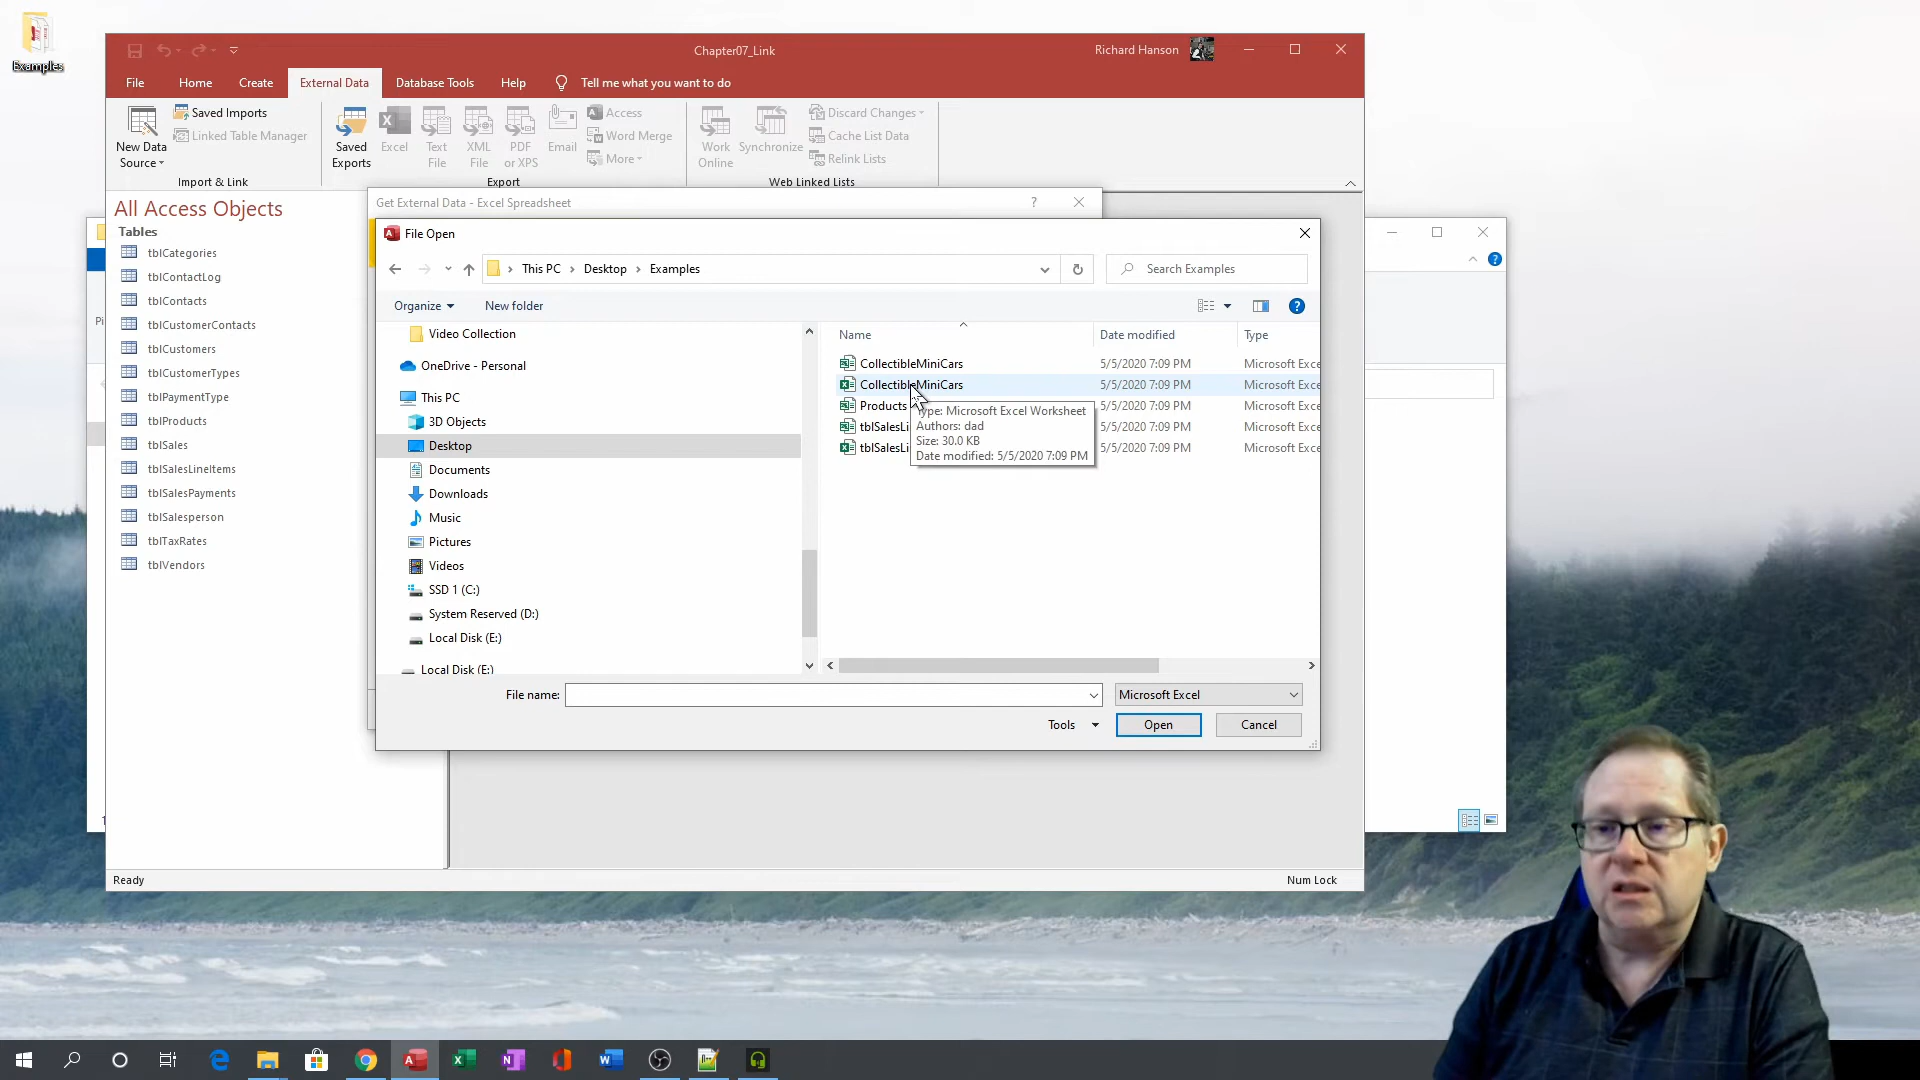 Examples
Chapter07_Link
Richard Hanson
File
Home
Create
External Data
Database Tools
Help
Tell me what you want to do
New Data
Source
Saved Imports
Linked Table Manager
Import & Link
Saved
Exports
Excel
Text
File
XML
File
PDF
or XPS
Email
Access
Word Merge
More
Export
Work
Online
Synchronize
Discard Changes
Cache List Data
Relink Lists
Web Linked Lists
All Access Objects
Tables
tblCategories
tblContactLog
tblContacts
tblCustomerContacts
tblCustomers
tblCustomerTypes
tblPaymentType
tblProducts
tblSales
tblSalesLineItems
tblSalesPayments
tblSalesperson
tblTaxRates
tblVendors
Get External Data - Excel Spreadsheet
File Open
This PC > Desktop > Examples
Search Examples
Organize
New folder
Video Collection
OneDrive - Personal
This PC
3D Objects
Desktop
Documents
Downloads
Music
Pictures
Videos
SSD 1 (C:)
System Reserved (D:)
Local Disk (E:)
Local Disk (E:)
Name Date modified Type
CollectibleMiniCars 5/5/2020 7:09 PM Microsoft Exce
CollectibleMiniCars 5/5/2020 7:09 PM Microsoft Exce
Products 5/5/2020 7:09 PM Microsoft Exce
tblSalesLi 5/5/2020 7:09 PM Microsoft Exce
tblSalesLi 5/5/2020 7:09 PM Microsoft Exce
Type: Microsoft Excel Worksheet
Authors: dad
Size: 30.0 KB
Date modified: 5/5/2020 7:09 PM
File name:
Microsoft Excel
Tools
Open
Cancel
Ready
Num Lock